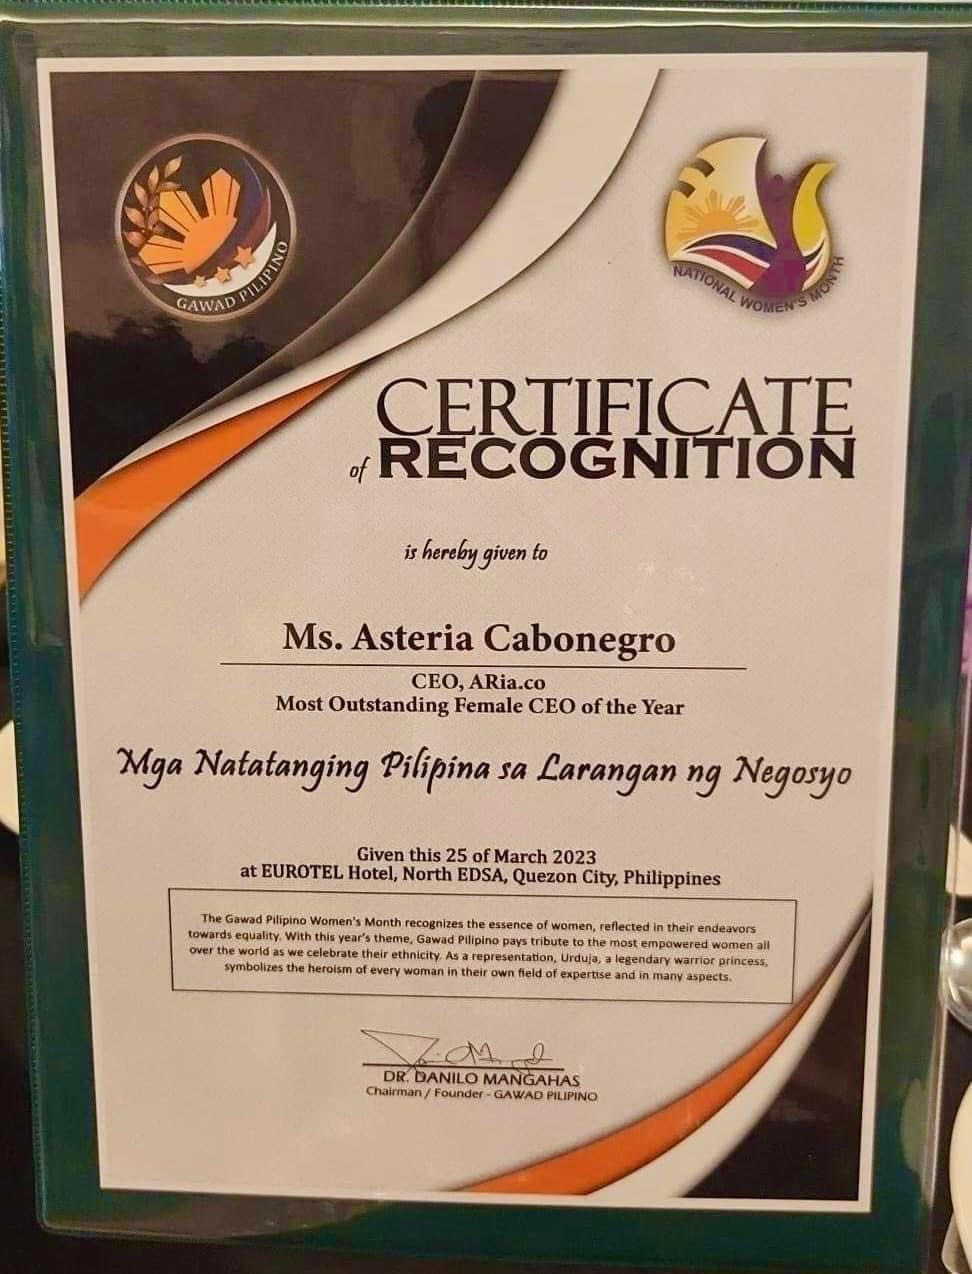 GAWAD PILIPINO
NATIONAL WOMEN'S MONTH
CERTIFICATE
of RECOGNITION
is hereby given to
Ms. Asteria Cabonegro
CEO, ARia.co
Most Outstanding Female CEO of the Year
Mga Natatanging Pilipina sa Larangan ng Negosyo
Given this 25 of March 2023
at EUROTEL Hotel, North EDSA, Quezon City, Philippines
The Gawad Pilipino Women's Month recognizes the essence of women, reflected in their endeavors
towards equality. With this year's theme, Gawad Pilipino pays tribute to the most empowered women all
over the world as we celebrate their ethnicity. As a representation, Urduja, a legendary warrior princess,
symbolizes the heroism of every woman in their own field of expertise and in many aspects.
DR. DANILO MANGAHAS
Chairman / Founder - GAWAD PILIPINO